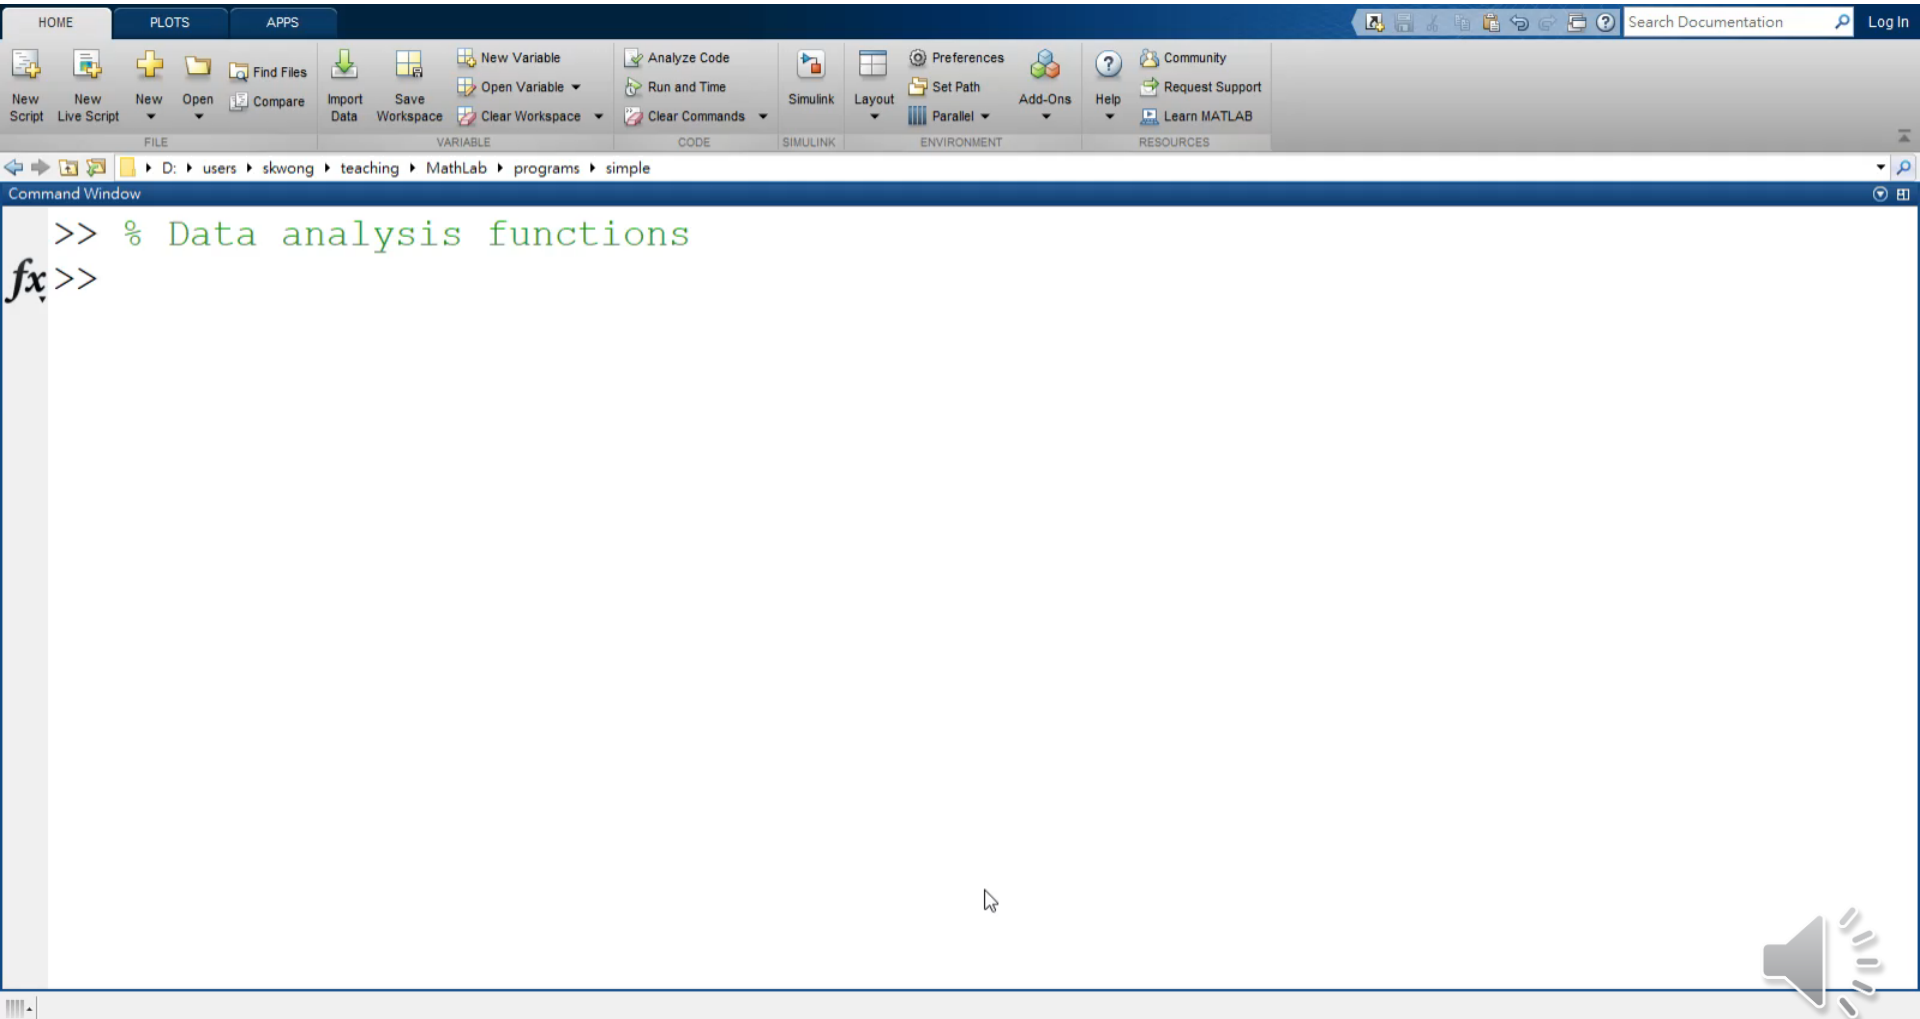 HOME PLOTS APPS Search Documentation Log In
New Script
New Live Script
New
Open
Find Files
Compare
FILE
Import Data
Save Workspace
New Variable
Open Variable
Clear Workspace
VARIABLE
Analyze Code
Run and Time
Clear Commands
CODE
Simulink
SIMULINK
Layout
Preferences
Set Path
Parallel
Add-Ons
ENVIRONMENT
Help
Community
Request Support
Learn MATLAB
RESOURCES
D: users skwong teaching MathLab programs simple
Command Window
>> % Data analysis functions
fx >>